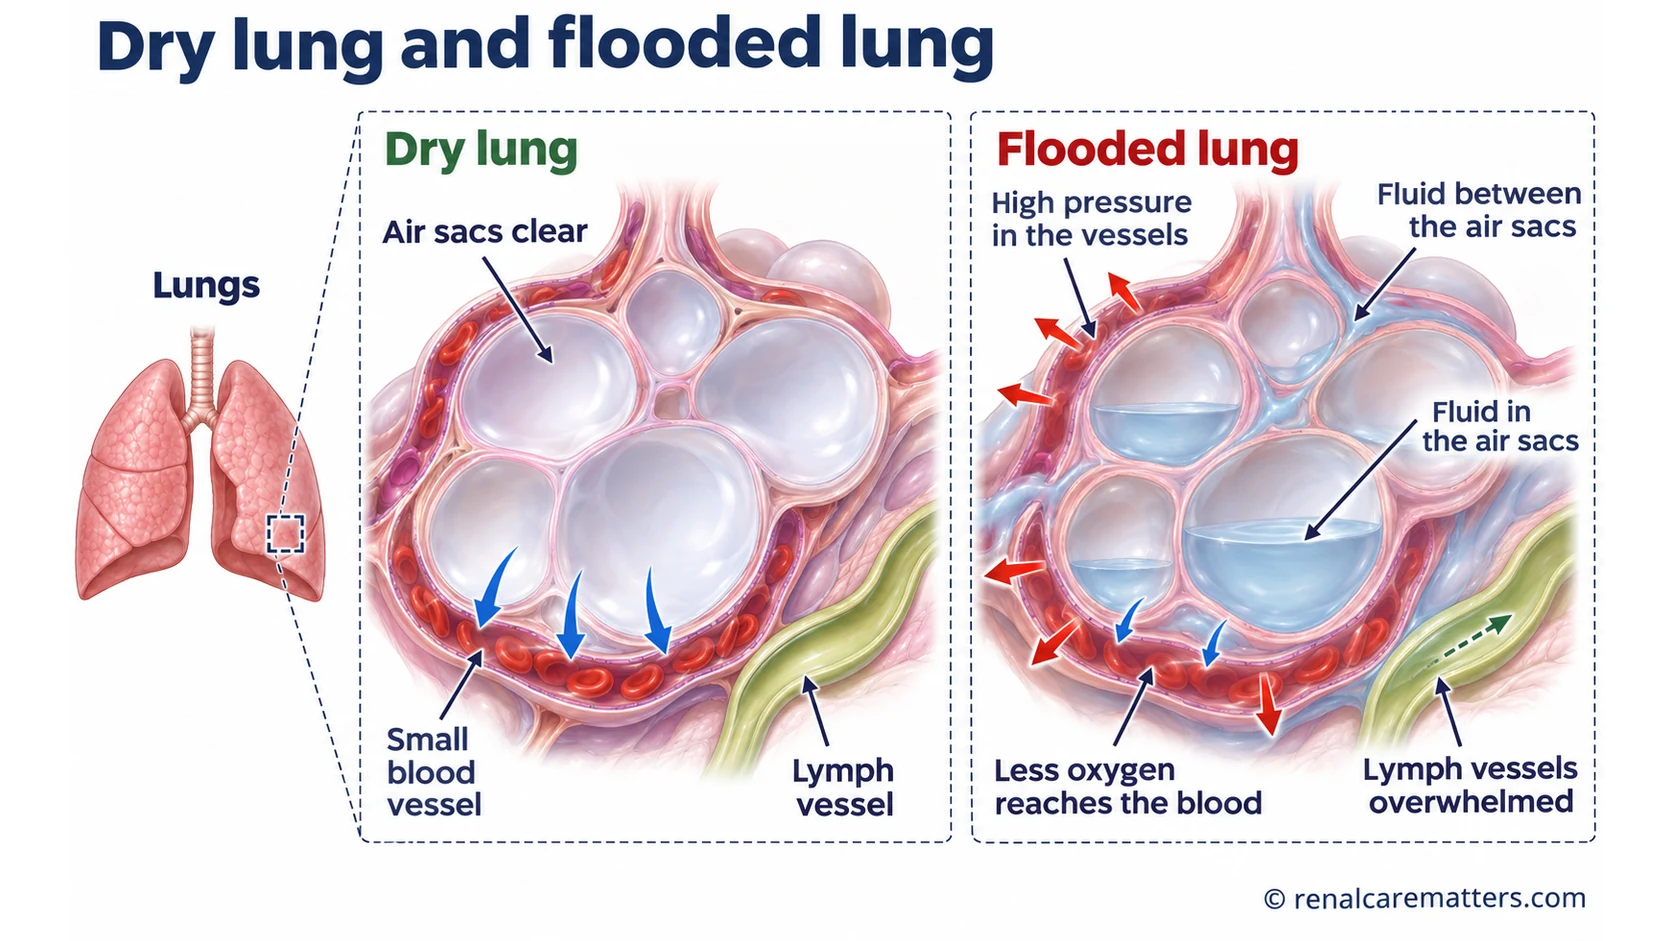 Dry lung and flooded lung
Lungs
Dry lung
Air sacs clear
Small
blood
vessel
Lymph
vessel
Flooded lung
High pressure
in the vessels
Fluid between
the air sacs
Fluid in
the air sacs
Less oxygen
reaches the blood
Lymph vessels
overwhelmed
© renalcarematters.com